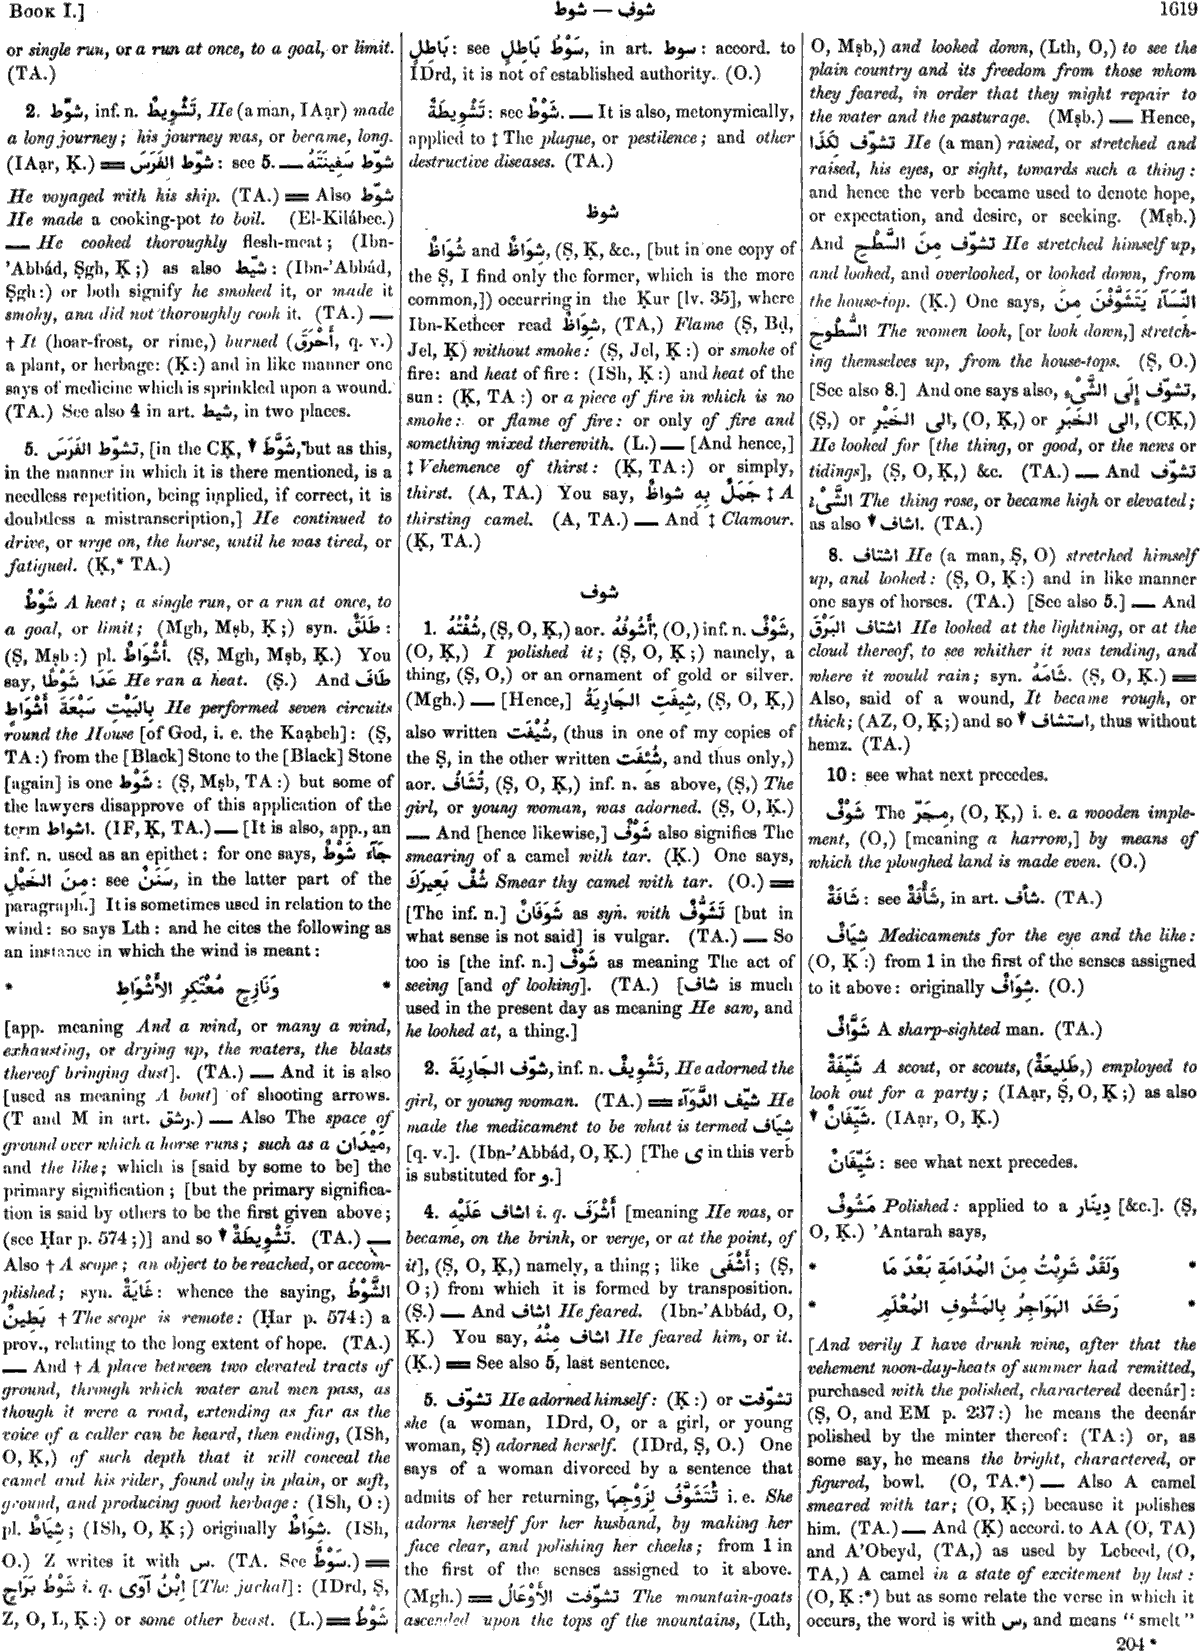 BOOK I.]
شوف — شوط
1619
or single run, or a run at once, to a goal, or limit.
(TA.)
2. شوّط, inf. n. تَشْوِيطٌ, He (a man, IAạr) made
a long journey; his journey was, or became, long.
(IAạr, Ḳ.) ═ شوّط الفَرَسَ : see 5. — شوّط سَفِينَتَهُ
He voyaged with his ship. (TA.) ═ Also شوّط
He made a cooking-pot to boil. (El-Kilábee.)
— He cooked thoroughly flesh-meat; (Ibn-
'Abbád, Ṣgh, Ḳ;) as also شيّط : (Ibn-'Abbád,
Ṣgh:) or both signify he smoked it, or made it
smoky, and did not thoroughly cook it. (TA.) —
† It (hoar-frost, or rime,) burned (أَحْرَقَ, q. v.)
a plant, or herbage: (Ḳ:) and in like manner one
says of medicine which is sprinkled upon a wound.
(TA.) See also 4 in art. شيط, in two places.
5. تشوّط الفَرَسَ, [in the CḲ, ▼ شَوَّطَ, but as this,
in the manner in which it is there mentioned, is a
needless repetition, being implied, if correct, it is
doubtless a mistranscription,] He continued to
drive, or urge on, the horse, until he was tired, or
fatigued. (Ḳ,* TA.)
شَوْطٌ A heat; a single run, or a run at once, to
a goal, or limit; (Mgh, Mṣb, Ḳ;) syn. طَلَقٌ :
(Ṣ, Mṣb:) pl. أَشْوَاطٌ. (Ṣ, Mgh, Mṣb, Ḳ.) You
say, عَدَا شَوْطًا He ran a heat. (Ṣ.) And طَافَ
بِالبَيْتِ سَبْعَةَ أَشْوَاطٍ He performed seven circuits
round the House [of God, i. e. the Kaạbeh]: (Ṣ,
TA:) from the [Black] Stone to the [Black] Stone
[again] is one شَوْط : (Ṣ, Mṣb, TA:) but some of
the lawyers disapprove of this application of the
term اشواط. (IF, Ḳ, TA.) — [It is also, app., an
inf. n. used as an epithet: for one says, جَآءَ شَوْطٌ
مِنَ الخَيْلِ: see سَنَنٌ, in the latter part of the
paragraph.] It is sometimes used in relation to the
wind: so says Lth: and he cites the following as
an instance in which the wind is meant:
* وَنَازِحٍ مُعْتَكِرِ الأَشْوَاطِ *
[app. meaning And a wind, or many a wind,
exhausting, or drying up, the waters, the blasts
thereof bringing dust]. (TA.) — And it is also
[used as meaning A bout] of shooting arrows.
(T and M in art. رشق.) — Also The space of
ground over which a horse runs; such as a مَيْدَان,
and the like; which is [said by some to be] the
primary signification; [but the primary significa-
tion is said by others to be the first given above;
(see Ḥar p. 574;)] and so ▼ تَشْوِيطَةٌ. (TA.) —
Also † A scope; an object to be reached, or accom-
plished; syn. غَايَةٌ: whence the saying, الشَّوْطُ
بَطِينٌ † The scope is remote: (Ḥar p. 574:) a
prov., relating to the long extent of hope. (TA.)
— And † A place between two elevated tracts of
ground, through which water and men pass, as
though it were a road, extending as far as the
voice of a caller can be heard, then ending, (ISh,
O, Ḳ,) of such depth that it will conceal the
camel and his rider, found only in plain, or soft,
ground, and producing good herbage: (ISh, O:)
pl. شِيَاطٌ; (ISh, O, Ḳ;) originally شِوَاطٌ. (ISh,
O.) Z writes it with س. (TA. See سَوْطٌ.) ═
شَوْطُ بَرَاحٍ i. q. اِبْنُ آوَى [The jackal]: (IDrd, Ṣ,
Z, O, L, Ḳ:) or some other beast. (L.) ═ شَوْطُ
بَاطِلٍ: see سَوْطُ بَاطِلٍ, in art. سوط : accord. to
IDrd, it is not of established authority. (O.)
تَشْوِيطَةٌ: see شَوْطٌ. — It is also, metonymically,
applied to ‡ The plague, or pestilence; and other
destructive diseases. (TA.)
شوظ
شُوَاظٌ and شِوَاظٌ, (Ṣ, Ḳ, &c., [but in one copy of
the Ṣ, I find only the former, which is the more
common,]) occurring in the Ḳur [lv. 35], where
Ibn-Ketheer read شِوَاظٌ, (TA,) Flame (Ṣ, Bḍ,
Jel, Ḳ) without smoke: (Ṣ, Jel, Ḳ:) or smoke of
fire: and heat of fire: (ISh, Ḳ:) and heat of the
sun: (Ḳ, TA:) or a piece of fire in which is no
smoke: or flame of fire: or only of fire and
something mixed therewith. (L.) — [And hence,]
‡ Vehemence of thirst: (Ḳ, TA:) or simply,
thirst. (A, TA.) You say, جَمَلٌ بِهِ شواظٌ ‡ A
thirsting camel. (A, TA.) — And ‡ Clamour.
(Ḳ, TA.)
شوف
1. شُفْتُهُ, (Ṣ, O, Ḳ,) aor. أَشُوفُهُ, (O,) inf. n. شَوْفٌ,
(O, Ḳ,) I polished it; (Ṣ, O, Ḳ;) namely, a
thing, (Ṣ, O,) or an ornament of gold or silver.
(Mgh.) — [Hence,] شِيفَتِ الجَارِيَةُ, (Ṣ, O, Ḳ,)
also written شُيْفَت, (thus in one of my copies of
the Ṣ, in the other written شُئِفَت, and thus only,)
aor. تُشَافُ, (Ṣ, O, Ḳ,) inf. n. as above, (Ṣ,) The
girl, or young woman, was adorned. (Ṣ, O, Ḳ.)
— And [hence likewise,] شَوْفٌ also signifies The
smearing of a camel with tar. (Ḳ.) One says,
شُفْ بَعِيرَكَ Smear thy camel with tar. (O.) ═
[The inf. n.] شَوَفَانٌ as syn. with تَشَوُّفٌ [but in
what sense is not said] is vulgar. (TA.) — So
too is [the inf. n.] شَوْفٌ as meaning The act of
seeing [and of looking]. (TA.) [شاف is much
used in the present day as meaning He saw, and
he looked at, a thing.]
2. شوّف الجَارِيَةَ, inf. n. تَشْوِيفٌ, He adorned the
girl, or young woman. (TA.) ═ شيّف الدَّوَآءَ He
made the medicament to be what is termed شِيَاف
[q. v.]. (Ibn-'Abbád, O, Ḳ.) [The ى in this verb
is substituted for و.]
4. اشاف عَلَيْهِ i. q. أَشْرَفَ [meaning He was, or
became, on the brink, or verge, or at the point, of
it], (Ṣ, O, Ḳ,) namely, a thing; like أَشْفَى; (Ṣ,
O;) from which it is formed by transposition.
(Ṣ.) — And اشاف He feared. (Ibn-'Abbád, O,
Ḳ.) You say, اشاف مِنْهُ He feared him, or it.
(Ḳ.) ═ See also 5, last sentence.
5. تشوّف He adorned himself: (Ḳ:) or تشوّفت
she (a woman, IDrd, O, or a girl, or young
woman, Ṣ) adorned herself. (IDrd, Ṣ, O.) One
says of a woman divorced by a sentence that
admits of her returning, تَتَشَوَّفُ لِزَوْجِهَا i. e. She
adorns herself for her husband, by making her
face clear, and polishing her cheeks; from 1 in
the first of the senses assigned to it above.
(Mgh.) ═ تشوّفت الأَوْعَالُ The mountain-goats
ascended upon the tops of the mountains, (Lth,
O, Mṣb,) and looked down, (Lth, O,) to see the
plain country and its freedom from those whom
they feared, in order that they might repair to
the water and the pasturage. (Mṣb.) — Hence,
تشوّف لِكَذَا He (a man) raised, or stretched and
raised, his eyes, or sight, towards such a thing:
and hence the verb became used to denote hope,
or expectation, and desire, or seeking. (Mṣb.)
And تشوّف مِنَ السَّطْحِ He stretched himself up,
and looked, and overlooked, or looked down, from
the house-top. (Ḳ.) One says, النِّسَآءُ يَتَشَوَّفْنَ مِنَ
السُّطُوحِ The women look, [or look down,] stretch-
ing themselves up, from the house-tops. (Ṣ, O.)
[See also 8.] And one says also, تشوّف إِلَى الشَّىْءِ,
(Ṣ,) or الى الخَيْرِ, (O, Ḳ,) or الى الخَبَرِ, (CḲ,)
He looked for [the thing, or good, or the news or
tidings], (Ṣ, O, Ḳ,) &c. (TA.) — And تشوّف
الشَّىْءُ The thing rose, or became high or elevated;
as also ▼ اشاف. (TA.)
8. اشتاف He (a man, Ṣ, O) stretched himself
up, and looked: (Ṣ, O, Ḳ:) and in like manner
one says of horses. (TA.) [See also 5.] — And
اشتاف البَرْقَ He looked at the lightning, or at the
cloud thereof, to see whither it was tending, and
where it would rain; syn. شَامَهُ. (Ṣ, O, Ḳ.) ═
Also, said of a wound, It became rough, or
thick; (AZ, O, Ḳ;) and so ▼ استشاف, thus without
hemz. (TA.)
10: see what next precedes.
شَوْفٌ The مِجَرّ, (O, Ḳ,) i. e. a wooden imple-
ment, (O,) [meaning a harrow,] by means of
which the ploughed land is made even. (O.)
شَافَةٌ : see شَأْفَةٌ, in art. شأف. (TA.)
شِيَافٌ Medicaments for the eye and the like:
(O, Ḳ:) from 1 in the first of the senses assigned
to it above: originally شِوَافٌ. (O.)
شَوَّافٌ A sharp-sighted man. (TA.)
شَيِّفَةٌ A scout, or scouts, (طَلِيعَةٌ,) employed to
look out for a party; (IAạr, Ṣ, O, Ḳ;) as also
▼ شَيِّفَانٌ. (IAạr, O, Ḳ.)
شَيِّفَانٌ : see what next precedes.
مَشُوفٌ Polished: applied to a دِينَار [&c.]. (Ṣ,
O, Ḳ.) 'Antarah says,
* وَلَقَدْ شَرِبْتُ مِنَ المُدَامَةِ بَعْدَ مَا *
* رَكَدَ الهَوَاجِرُ بِالمَشُوفِ المُعْلَمِ *
[And verily I have drunk wine, after that the
vehement noon-day-heats of summer had remitted,
purchased with the polished, charactered deenár]:
(Ṣ, O, and EM p. 237:) he means the deenár
polished by the minter thereof: (TA:) or, as
some say, he means the bright, charactered, or
figured, bowl. (O, TA.*) — Also A camel
smeared with tar; (O, Ḳ;) because it polishes
him. (TA.) — And (Ḳ) accord. to AA (O, TA)
and A'Obeyd, (TA,) as used by Lebeed, (O,
TA,) A camel in a state of excitement by lust:
(O, Ḳ:*) but as some relate the verse in which it
occurs, the word is with س, and means "smelt"
204 *